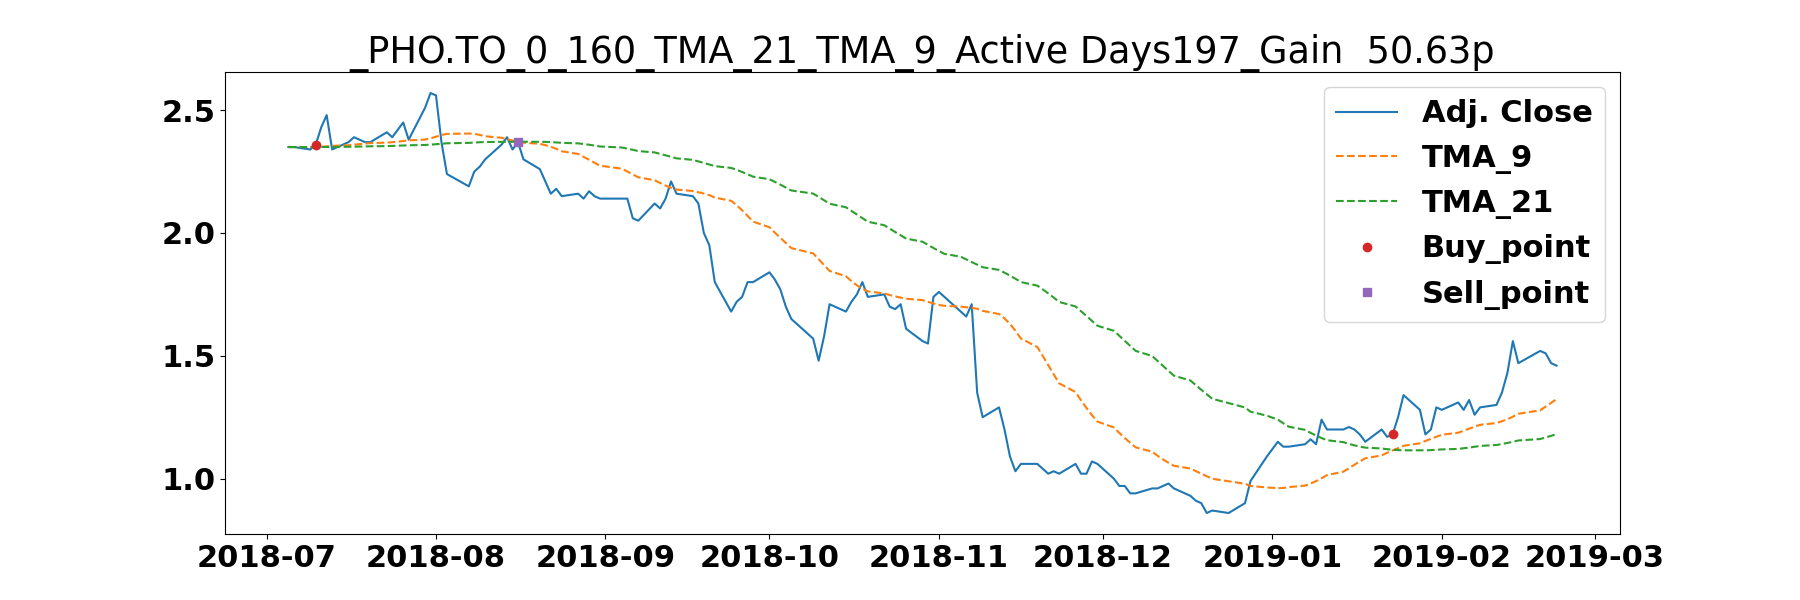 _PHO.TO_0_160_TMA_21_TMA_9_Active Days197_Gain  50.63p
2.5
2.0
1.5
1.0
Adj. Close
TMA_9
TMA_21
Buy_point
Sell_point
2018-07 2018-08 2018-09 2018-10 2018-11 2018-12 2019-01 2019-02 2019-03